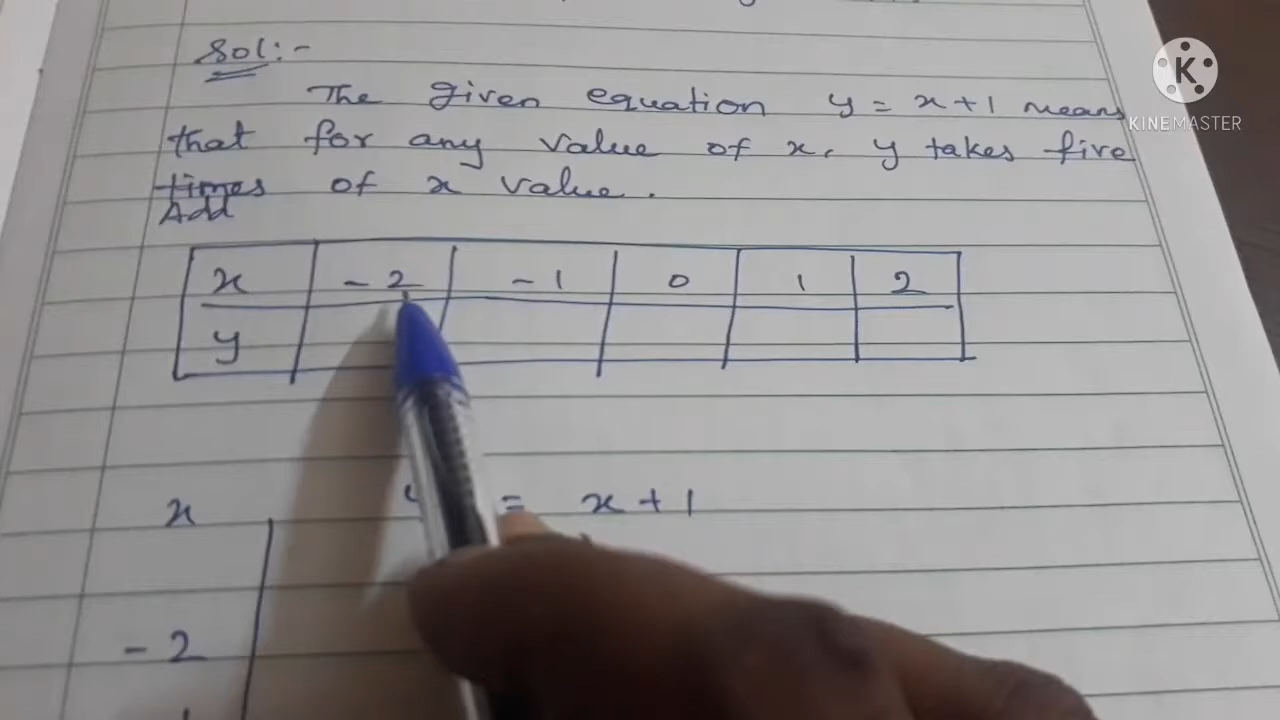 Sol:-
The given equation y = x+1 means
that for any value of x, y takes five
times of x value.
Add
x -2 -1 0 1 2
y
x = x+1
-2
K
KINEMASTER